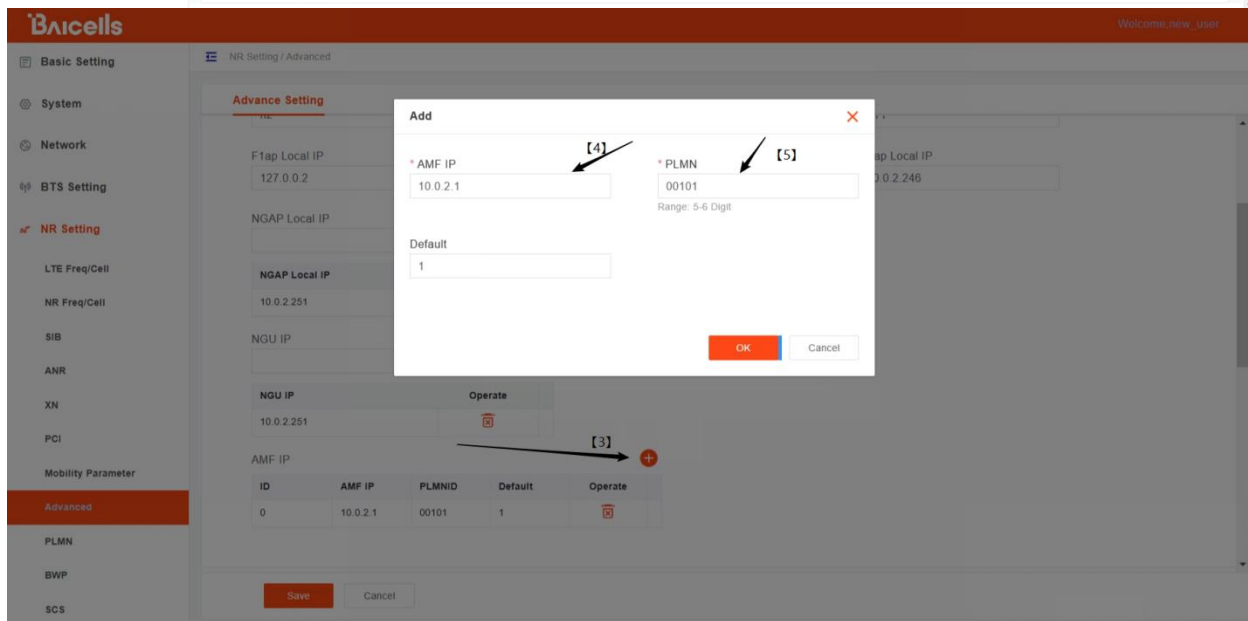 Baicells
Welcome,new_user
Basic Setting
NR Setting / Advanced
System
Advance Setting
Add
Network
F1ap Local IP
【4】
* AMF IP
* PLMN
【5】
ap Local IP
127.0.0.2
10.0.2.1
00101
0.0.2.246
BTS Setting
Range: 5-6 Digit
NR Setting
NGAP Local IP
Default
LTE Freq/Cell
NGAP Local IP
1
NR Freq/Cell
10.0.2.251
SIB
NGU IP
OK
Cancel
ANR
NGU IP
Operate
XN
10.0.2.251
PCI
【3】
AMF IP
Mobility Parameter
ID
AMF IP
PLMNID
Default
Operate
Advanced
0
10.0.2.1
00101
1
PLMN
BWP
Save
Cancel
SCS